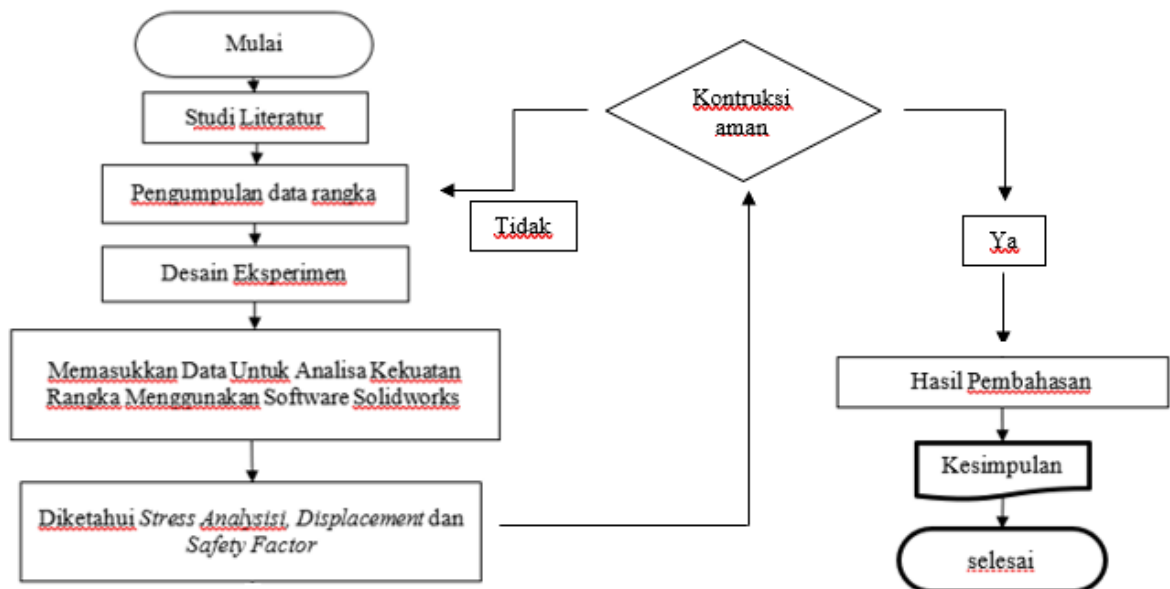 Mulai
Studi Literatur
Pengumpulan data rangka
Desain Eksperimen
Memasukkan Data Untuk Analisa Kekuatan
Rangka Menggunakan Software Solidworks
Diketahui Stress Analysisi, Displacement dan
Safety Factor
Kontruksi
aman
Tidak
Ya
Hasil Pembahasan
Kesimpulan
selesai